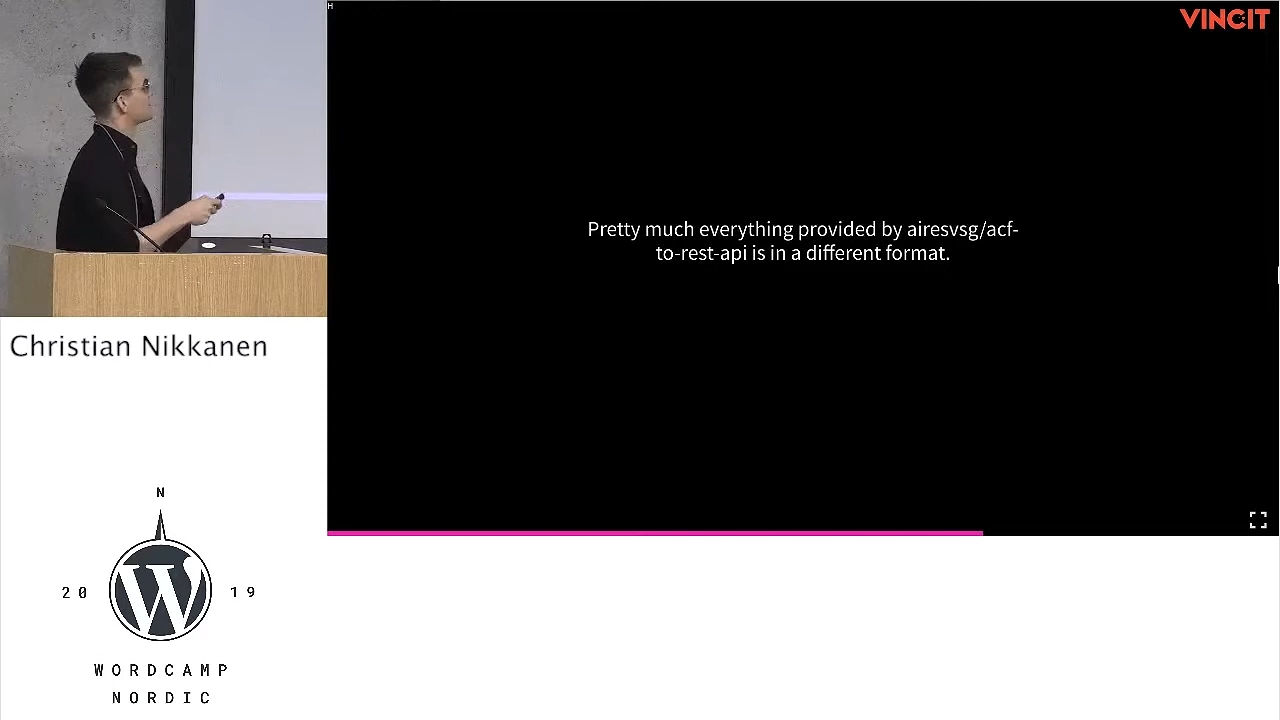 H
VINCIT
Pretty much everything provided by airesvsg/acf-
to-rest-api is in a different format.
Christian Nikkanen
N
20 19
WORDCAMP
NORDIC